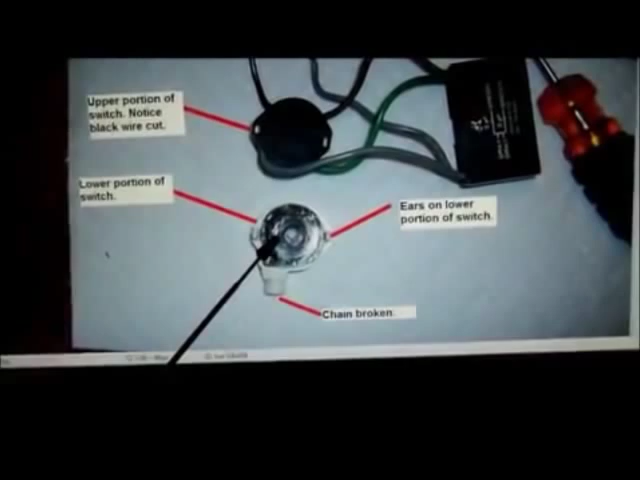 Upper portion of
switch. Notice
black wire cut.
Lower portion of
switch.
Ears on lower
portion of switch.
Chain broken.